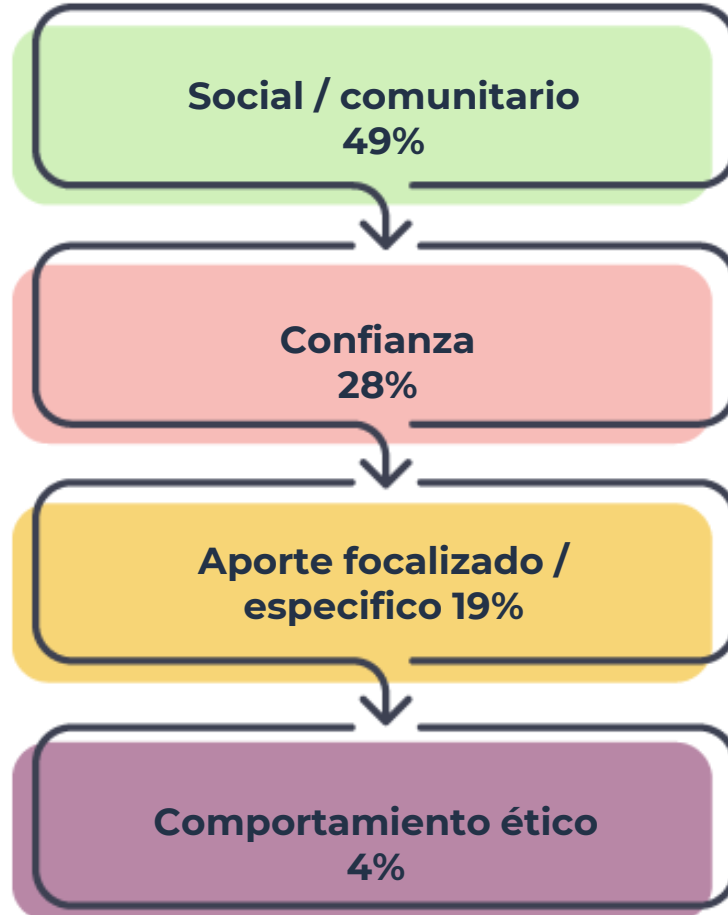 Social / comunitario
49%
Confianza
28%
Aporte focalizado /
especifico 19%
Comportamiento ético
4%